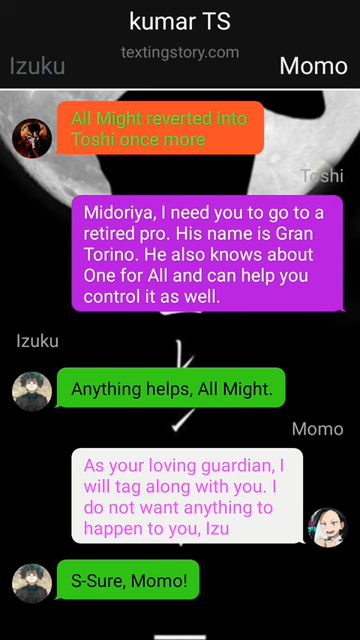 kumar TS
textingstory.com
Izuku
Momo
All Might reverted into
Toshi once more
Toshi
Midoriya, I need you to go to a
retired pro. His name is Gran
Torino. He also knows about
One for All and can help you
control it as well.
Izuku
Anything helps, All Might.
Momo
As your loving guardian, I
will tag along with you. I
do not want anything to
happen to you, Izu
S-Sure, Momo!